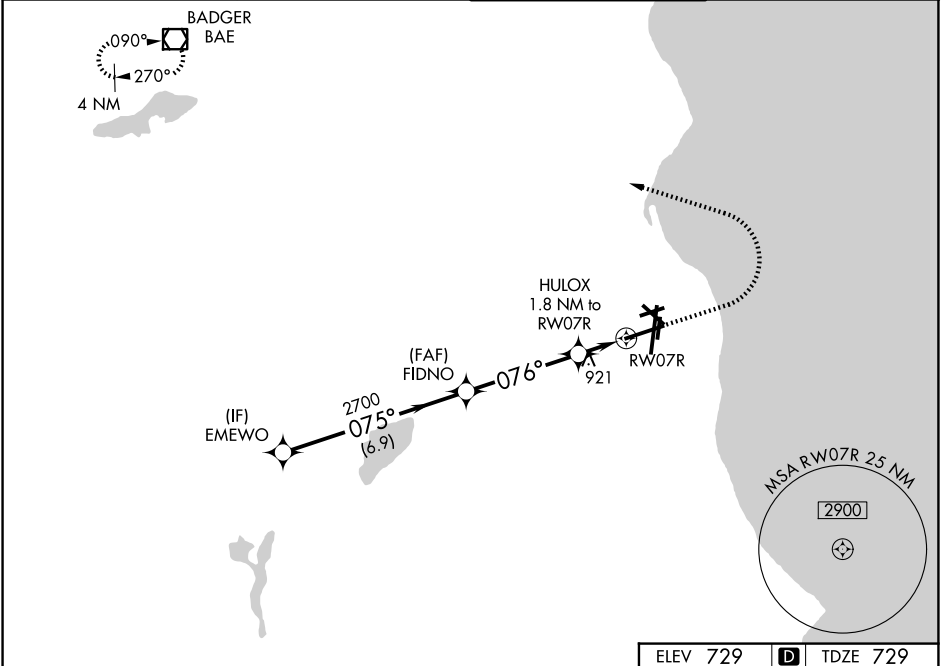 BADGER
BAE
090°
270°
4 NM
HULOX
1.8 NM to
RW07R
(FAF)
FIDNO
076°
921
RW07R
2700
075°
(6.9)
(IF)
EMEWO
MSA RW07R 25 NM
2900
ELEV 729 D TDZE 729